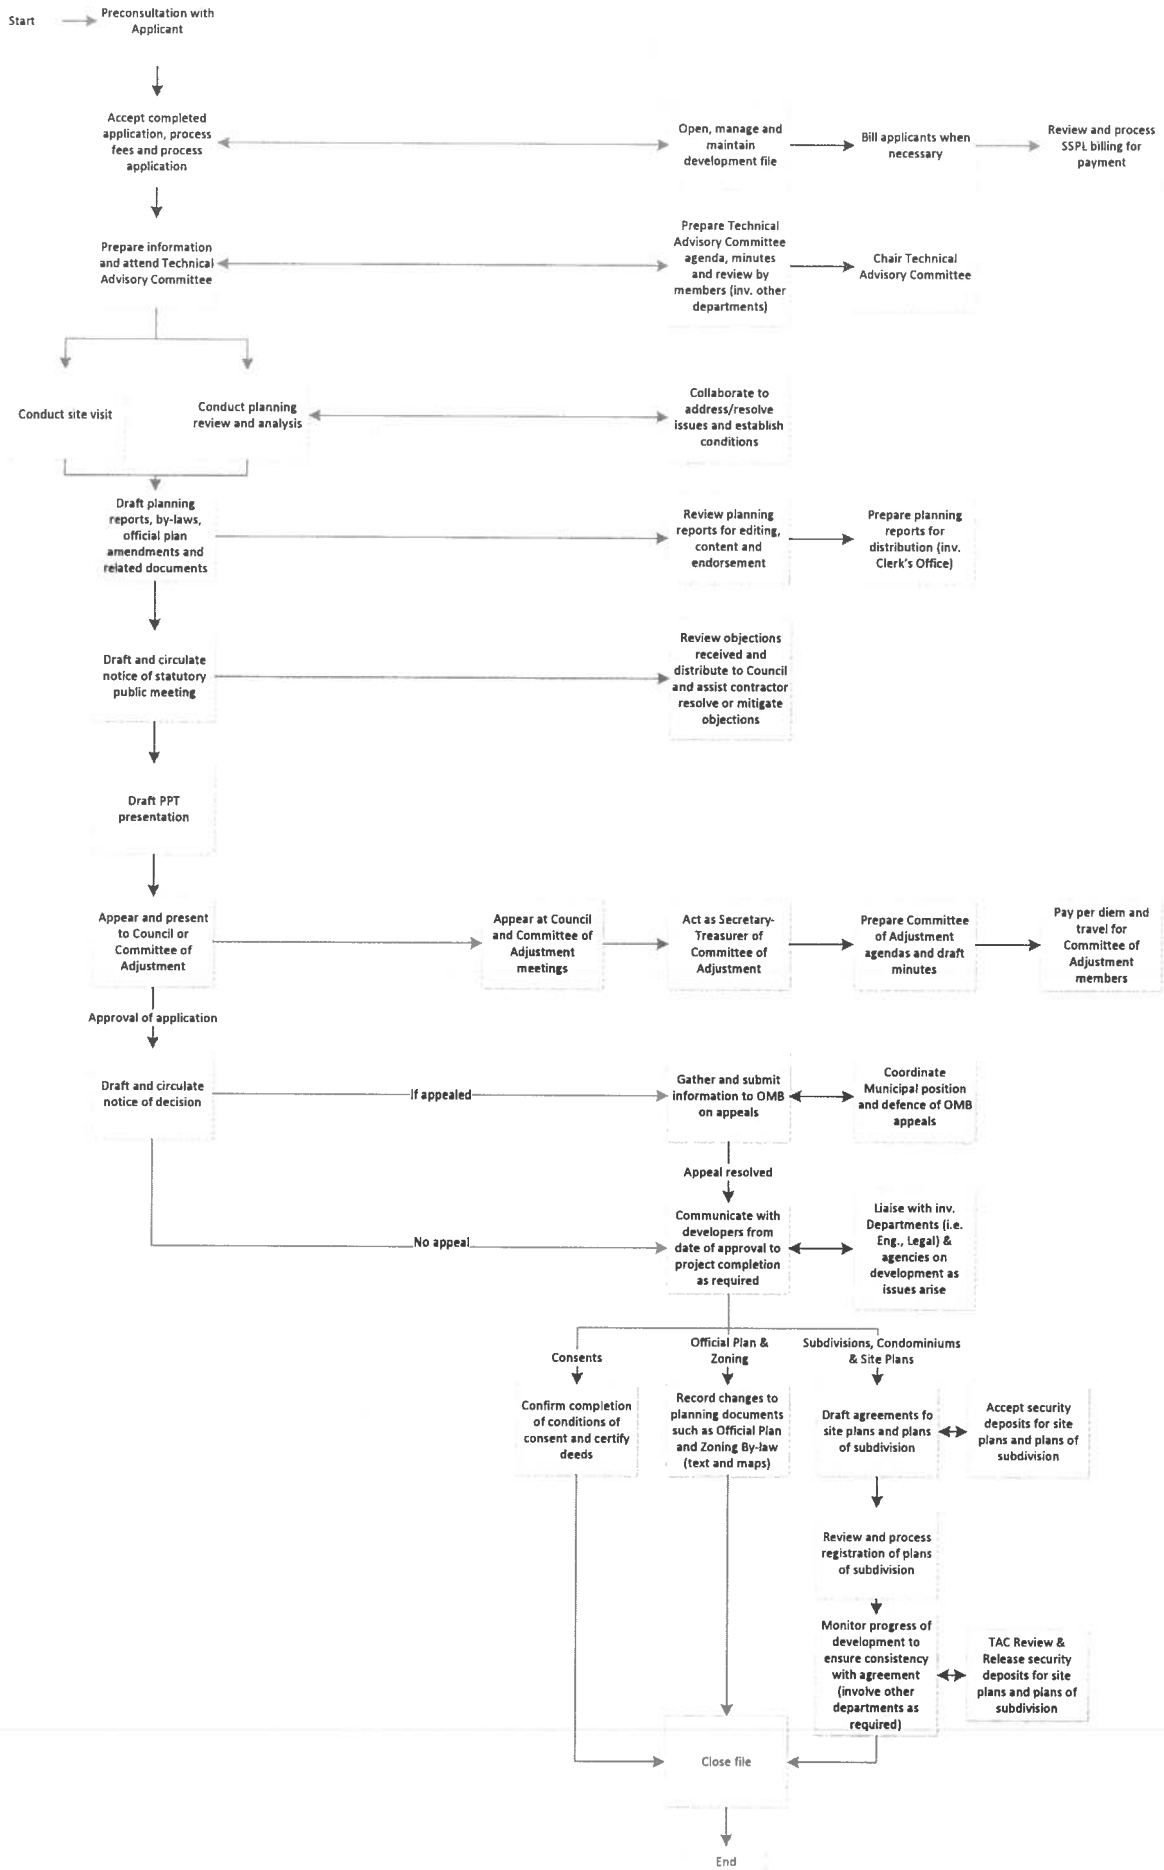 Start
Preconsultation with
Applicant
Accept completed
application, process
fees and process
application
Open, manage and
maintain
development file
Bill applicants when
necessary
Review and process
SSPL billing for
payment
Prepare information
and attend Technical
Advisory Committee
Prepare Technical
Advisory Committee
agenda, minutes
and review by
members (inv. other
departments)
Chair Technical
Advisory Committee
Conduct site visit
Conduct planning
review and analysis
Collaborate to
address/resolve
issues and establish
conditions
Draft planning
reports, by-laws,
official plan
amendments and
related documents
Review planning
reports for editing,
content and
endorsement
Prepare planning
reports for
distribution (inv.
Clerk's Office)
Draft and circulate
notice of statutory
public meeting
Review objections
received and
distribute to Council
and assist contractor
resolve or mitigate
objections
Draft PPT
presentation
Appear and present
to Council or
Committee of
Adjustment
Appear at Council
and Committee of
Adjustment
meetings
Act as Secretary-
Treasurer of
Committee of
Adjustment
Prepare Committee
of Adjustment
agendas and draft
minutes
Pay per diem and
travel for
Committee of
Adjustment
members
Approval of application
Draft and circulate
notice of decision
If appealed
Gather and submit
information to OMB
on appeals
Coordinate
Municipal position
and defence of OMB
appeals
Appeal resolved
No appeal
Communicate with
developers from
date of approval to
project completion
as required
Liaise with inv.
Departments (i.e.
Eng., Legal) &
agencies on
development as
issues arise
Consents
Official Plan &
Zoning
Subdivisions, Condominiums
& Site Plans
Confirm completion
of conditions of
consent and certify
deeds
Record changes to
planning documents
such as Official Plan
and Zoning By-law
(text and maps)
Draft agreements fo
site plans and plans
of subdivision
Accept security
deposits for site
plans and plans of
subdivision
Review and process
registration of plans
of subdivision
Monitor progress of
development to
ensure consistency
with agreement
(involve other
departments as
required)
TAC Review &
Release security
deposits for site
plans and plans of
subdivision
Close file
End